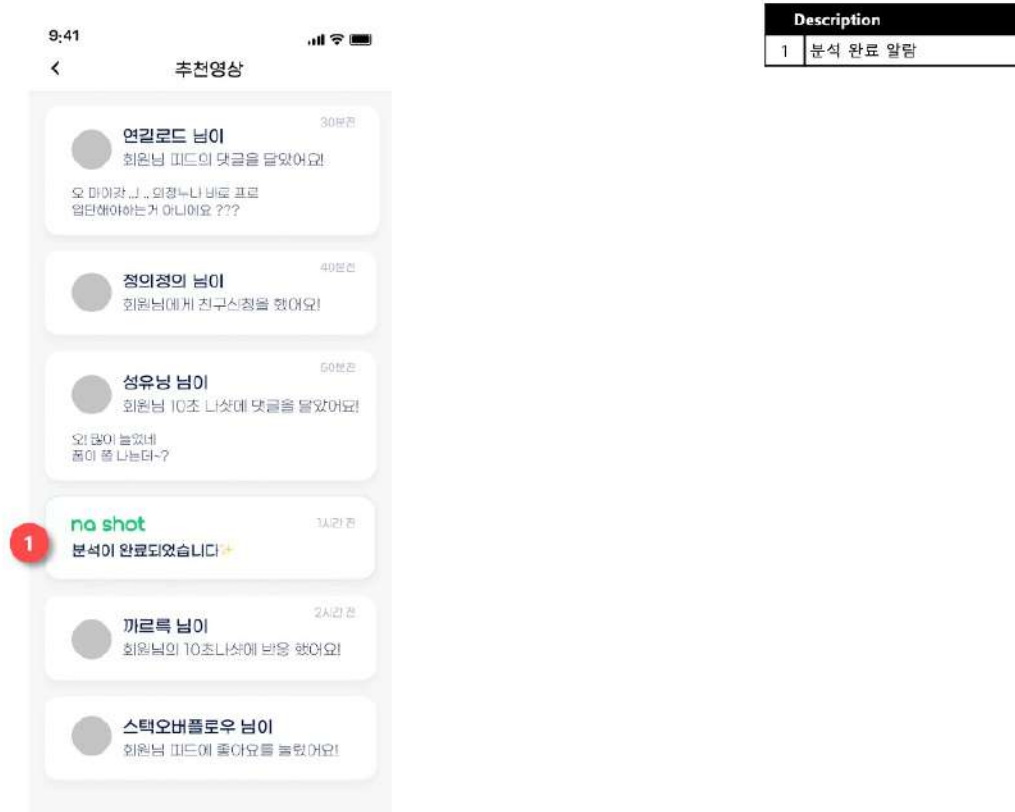 9:41
추천영상
30분전
연길로드 님이
회원님 피드의 댓글을 달았어요!
오 마이갓
의정누나 바로 프로
입단해야하는거 아니에요 ???
40분전
정의정의 님이
회원님에게 친구신청을 했어요!
50분전
성유닝 님이
회원님 10초 나샷에 댓글을 달았어요!
오! 많이 늘었네
폼이 쫌 나는데~?
na shot
1시간 전
1
분석이 완료되었습니다✨
2시간 전
까르륵 님이
회원님의 10초나샷에 반응 했어요!
스택오버플로우 님이
회원님 피드에 좋아요를 눌렀어요!
Description
1 분석 완료 알람